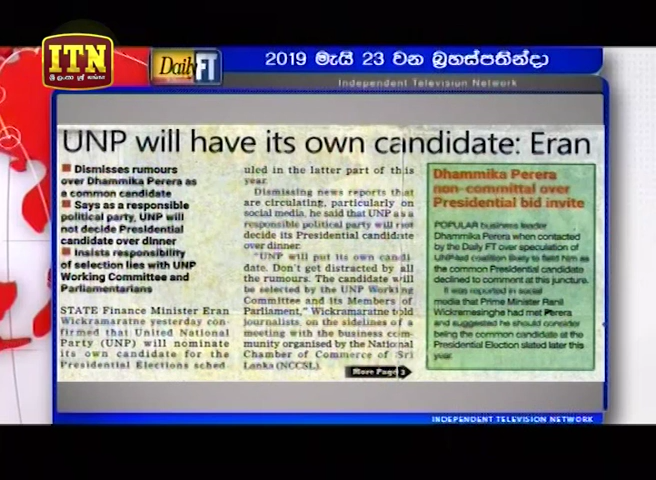 ITN
ශ්‍රී ලංකා ශ්‍රී සංකා
Daily FT
2019 මැයි 23 වන බ්‍රහස්පතින්දා
Independent Television Network
UNP will have its own candidate: Eran
Dismisses rumours
over Dhammika Perera as
a common candidate
Says as a responsible
political party, UNP will
not decide Presidential
candidate over dinner
Insists responsibility
of selection lies with UNP
Working Committee and
Parliamentarians
STATE Finance Minister Eran
Wickramaratne yesterday con-
firmed that United National
Party (UNP) will nominate
its own candidate for the
Presidential Elections sched
uled in the latter part of this
year.
Dismissing news reports that
are circulating, particularly on
social media, he said that UNP as a
responsible political party will not
decide its Presidential candidate
over dinner.
"UNP will put its own candi
date. Don't get distracted by all
the rumours. The candidate will
be selected by the UNP Working
Committee and its Members of
Parliament," Wickramaratne told
journalists, on the sidelines of a
meeting with the business com
munity organised by the National
Chamber of Commerce of Sri
Lanka (NCCSL).
More Page 3
Dhammika Perera
non-committal over
Presidential bid invite
POPULAR business leader
Dhammika Perera when contacted
by the Daily FT over speculation of
UNP-led coalition likely to field him as
the common Presidential candidate
declined to comment at this juncture.
It was reported in social
media that Prime Minister Ranil
Wickremesinghe had met Perera
and suggested he should consider
being the common candidate at the
Presidential Election slated later this
year.
INDEPENDENT TELEVISION NETWORK